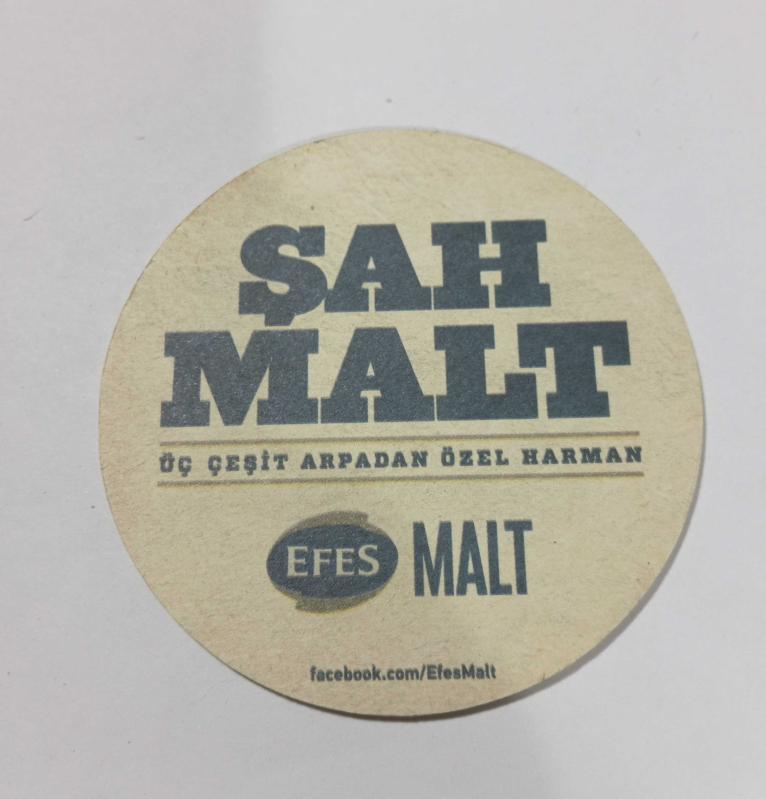 ŞAH
MALT
ÜÇ ÇEŞİT ARPADAN ÖZEL HARMAN
EFES MALT
facebook.com/EfesMalt